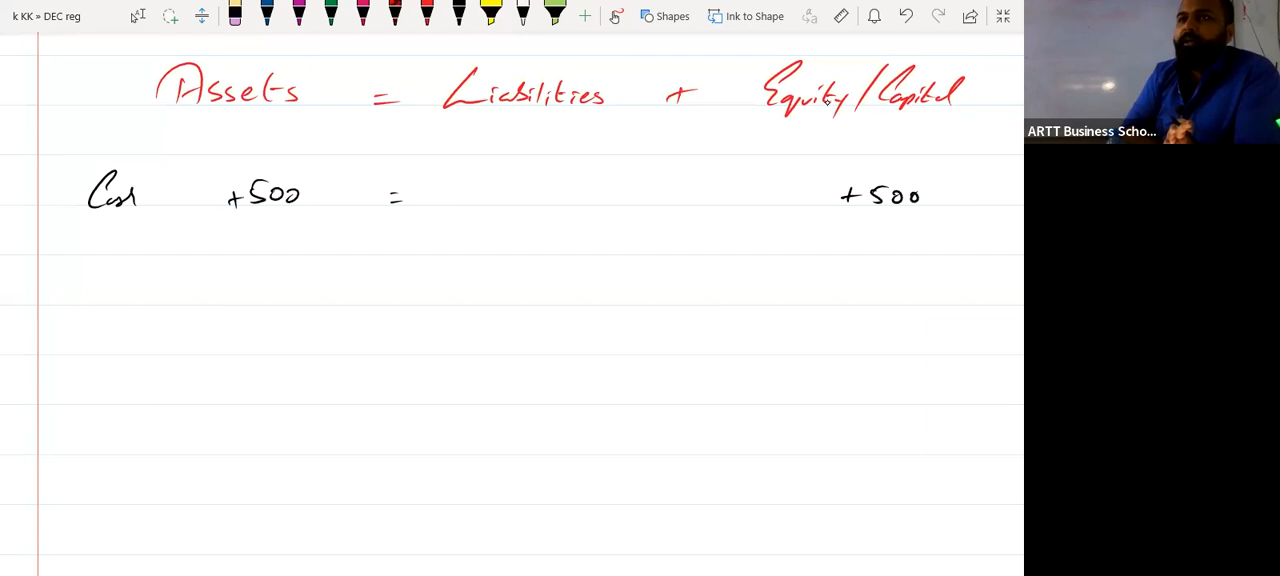 k KK » DEC reg
Shapes
Ink to Shape
Assets = Liabilities + Equity/Capital
ARTT Business Scho...
Cash +500 = +500